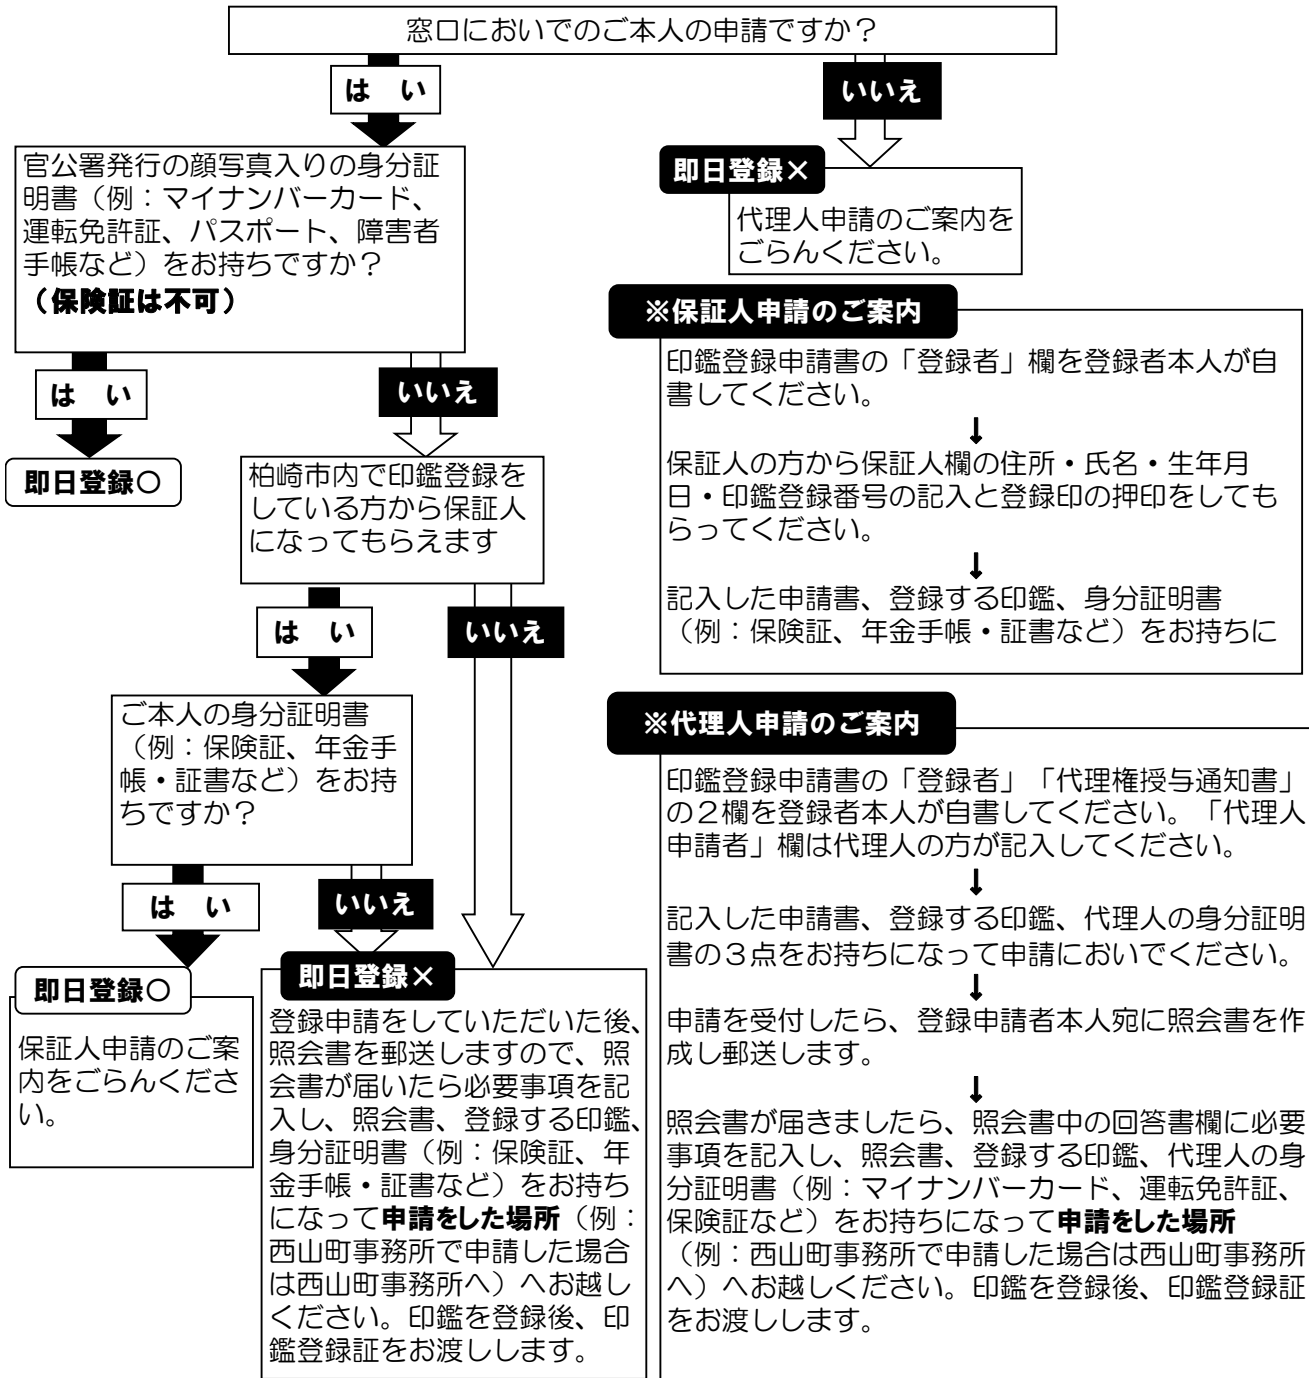 窓口においでのご本人の申請ですか？
は　い
いいえ
官公署発行の顔写真入りの身分証
明書（例：マイナンバーカード、
運転免許証、パスポート、障害者
手帳など）をお持ちですか？
（保険証は不可）
は　い
いいえ
即日登録○
柏崎市内で印鑑登録を
している方から保証人
になってもらえます
は　い
いいえ
ご本人の身分証明書
（例：保険証、年金手
帳・証書など）をお持
ちですか？
は　い
いいえ
即日登録○
保証人申請のご案
内をごらんくださ
い。
即日登録×
登録申請をしていただいた後、
照会書を郵送しますので、照
会書が届いたら必要事項を記
入し、照会書、登録する印鑑、
身分証明書（例：保険証、年
金手帳・証書など）をお持ち
になって申請をした場所（例：
西山町事務所で申請した場合
は西山町事務所へ）へお越し
ください。印鑑を登録後、印
鑑登録証をお渡しします。
即日登録×
代理人申請のご案内を
ごらんください。
※保証人申請のご案内
印鑑登録申請書の「登録者」欄を登録者本人が自
書してください。
↓
保証人の方から保証人欄の住所・氏名・生年月
日・印鑑登録番号の記入と登録印の押印をしても
らってください。
↓
記入した申請書、登録する印鑑、身分証明書
（例：保険証、年金手帳・証書など）をお持ちに
※代理人申請のご案内
印鑑登録申請書の「登録者」「代理権授与通知書」
の２欄を登録者本人が自書してください。「代理人
申請者」欄は代理人の方が記入してください。
↓
記入した申請書、登録する印鑑、代理人の身分証明
書の３点をお持ちになって申請においでください。
↓
申請を受付したら、登録申請者本人宛に照会書を作
成し郵送します。
↓
照会書が届きましたら、照会書中の回答書欄に必要
事項を記入し、照会書、登録する印鑑、代理人の身
分証明書（例：マイナンバーカード、運転免許証、
保険証など）をお持ちになって申請をした場所
（例：西山町事務所で申請した場合は西山町事務所
へ）へお越しください。印鑑を登録後、印鑑登録証
をお渡しします。